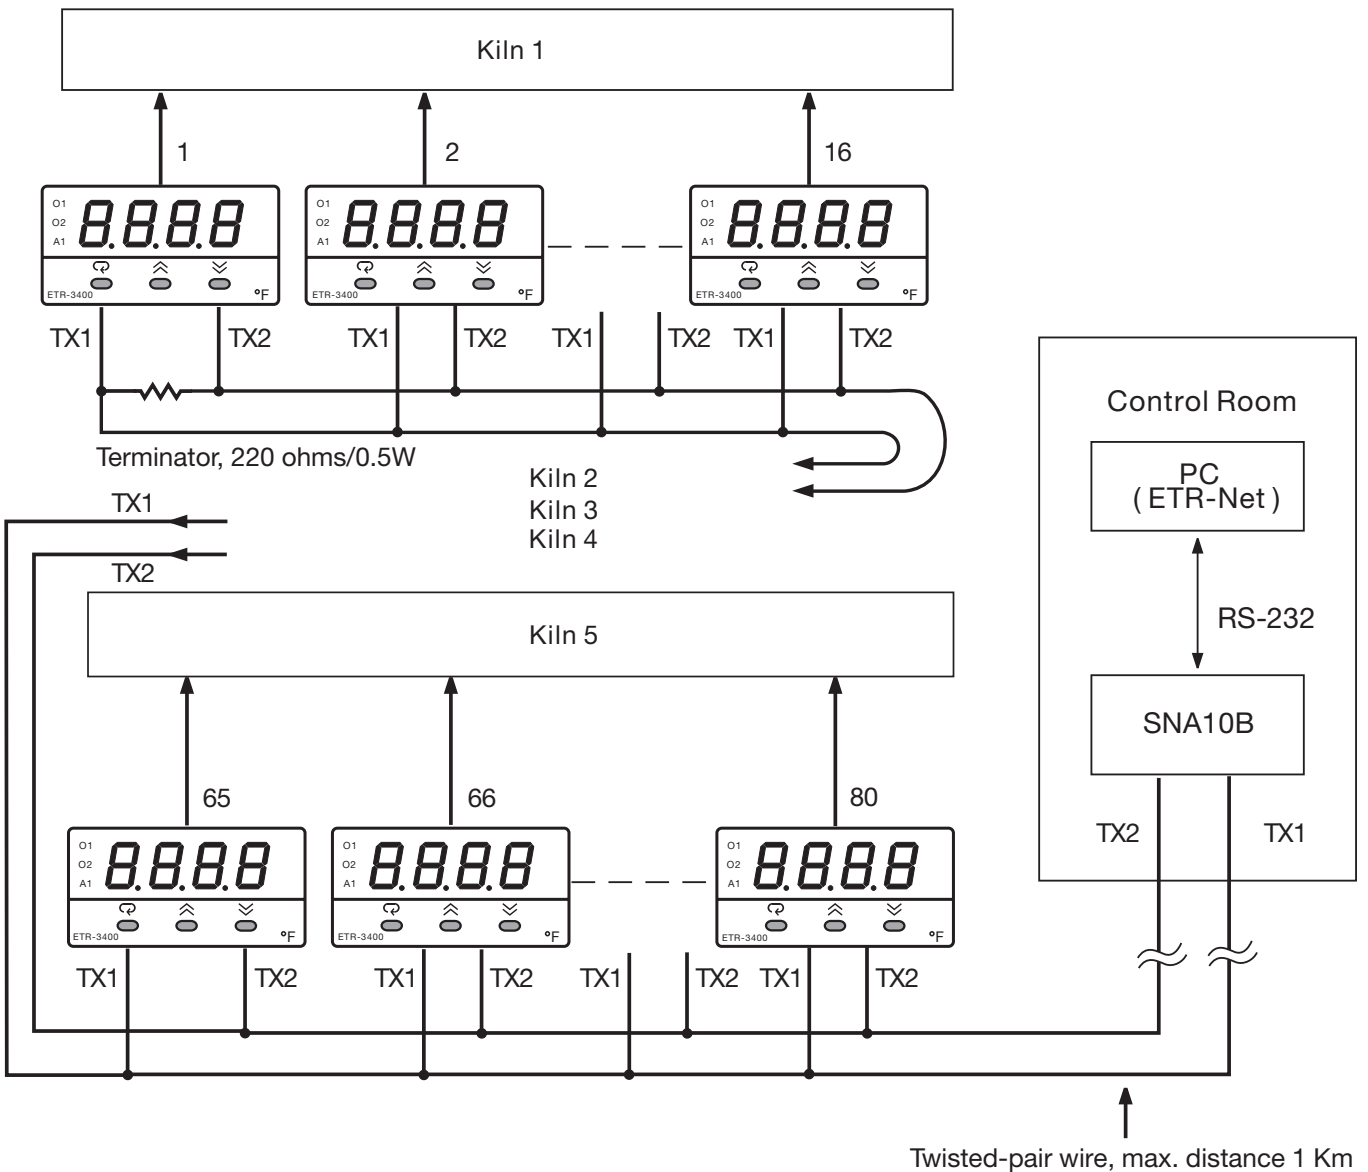 Kiln 1
1
2
16
O1
O2
A1
8.8.8.8
ETR-3400
°F
O1
O2
A1
8.8.8.8
ETR-3400
°F
O1
O2
A1
8.8.8.8
ETR-3400
°F
TX1 TX2 TX1 TX2 TX1 TX2 TX1 TX2
Terminator, 220 ohms/0.5W
Kiln 2
Kiln 3
Kiln 4
TX1
TX2
Kiln 5
65
66
80
O1
O2
A1
8.8.8.8
ETR-3400
°F
O1
O2
A1
8.8.8.8
ETR-3400
°F
O1
O2
A1
8.8.8.8
ETR-3400
°F
TX1 TX2 TX1 TX2 TX1 TX2 TX1 TX2
Control Room
PC
( ETR-Net )
RS-232
SNA10B
TX2 TX1
Twisted-pair wire, max. distance 1 Km